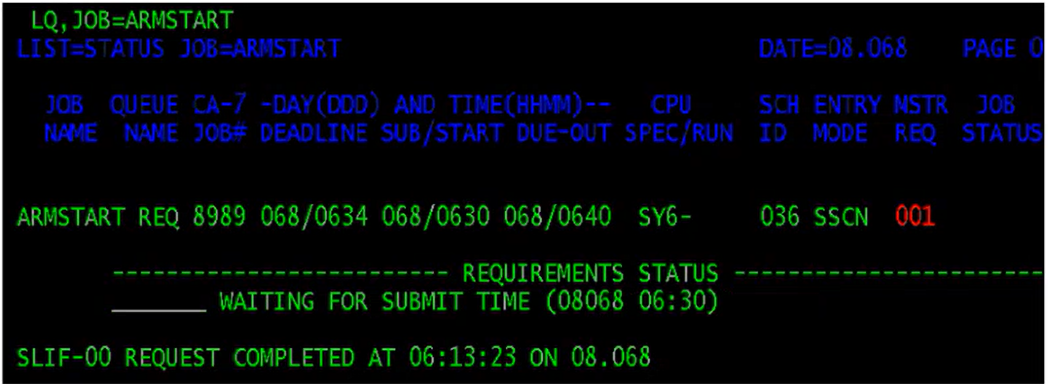 LQ,JOB=ARMSTART
LIST=STATUS JOB=ARMSTART DATE=08.068 PAGE 0
JOB QUEUE CA-7 -DAY(DDD) AND TIME(HHMM)-- CPU SCH ENTRY MSTR JOB
NAME NAME JOB# DEADLINE SUB/START DUE-OUT SPEC/RUN ID MODE REQ STATUS
ARMSTART REQ 8989 068/0634 068/0630 068/0640 SY6- 036 SSCN 001
------------------------- REQUIREMENTS STATUS -----------------------
_______ WAITING FOR SUBMIT TIME (08068 06:30)
SLIF-00 REQUEST COMPLETED AT 06:13:23 ON 08.068